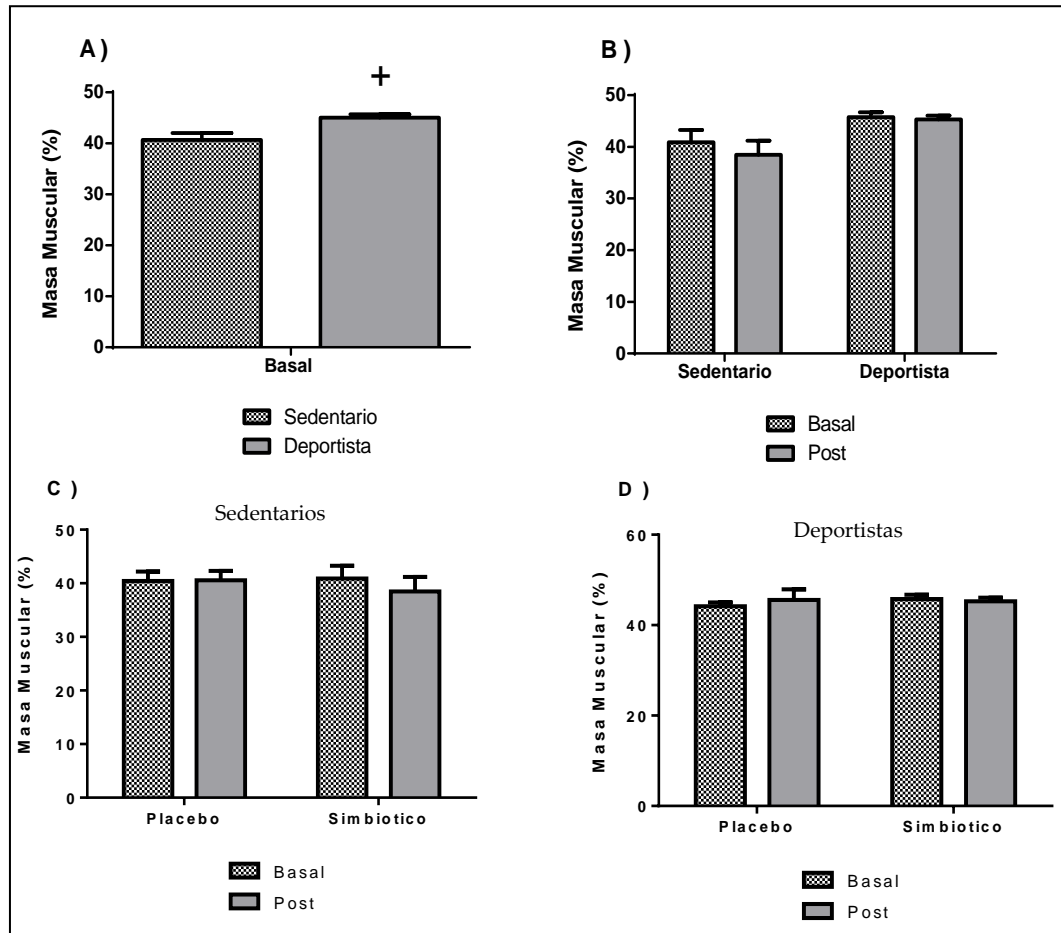 A)
+
50
40
30
20
10
0
Masa Muscular (%)
Basal
Sedentario
Deportista
B)
50
40
30
20
10
0
Masa Muscular (%)
Sedentario Deportista
Basal
Post
C)
Sedentarios
50
40
30
20
10
0
Masa Muscular (%)
Placebo Simbiotico
Basal
Post
D)
Deportistas
60
40
20
0
Masa Muscular (%)
Placebo Simbiotico
Basal
Post